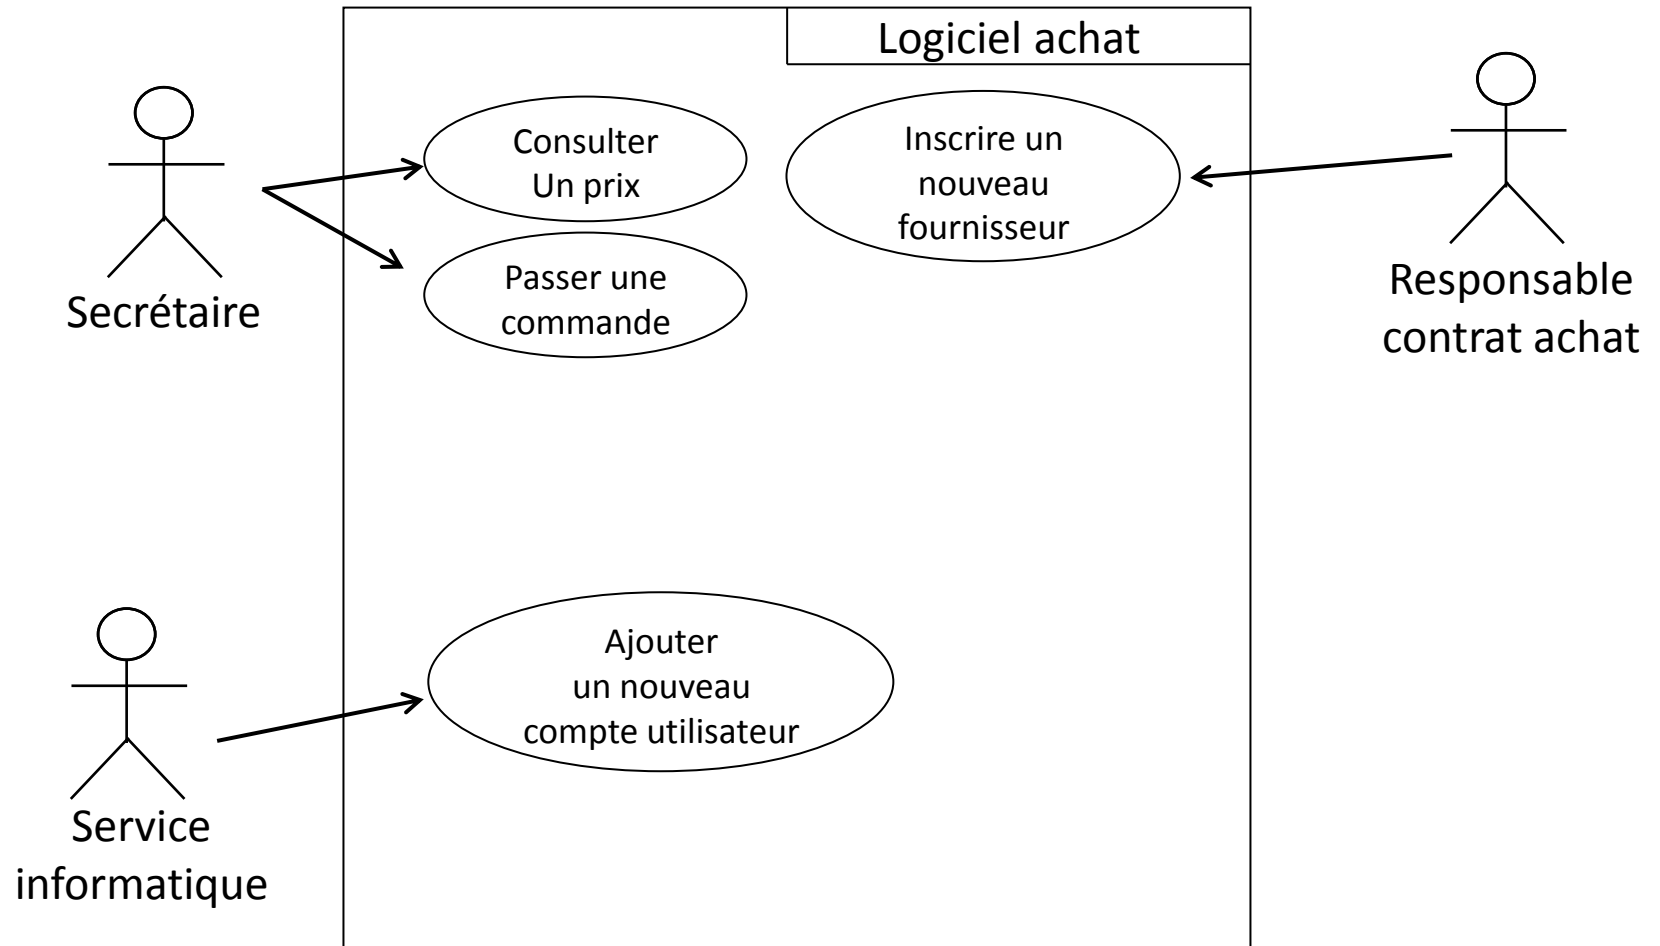 Logiciel achat
Consulter
Un prix
Inscrire un
nouveau
fournisseur
Passer une
commande
Secrétaire
Responsable
contrat achat
Ajouter
un nouveau
compte utilisateur
Service
informatique